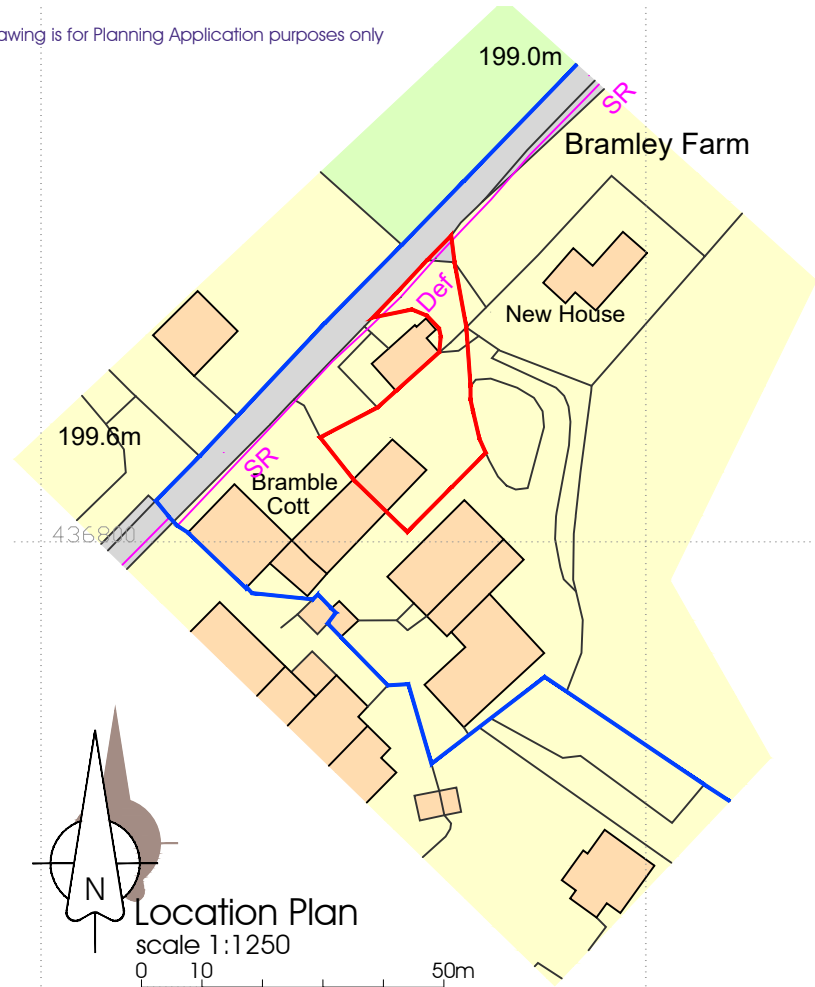 awing is for Planning Application purposes only
199.0m
SR
Bramley Farm
Def
New House
199.6m
SR
Bramble
Cott
436800
N
Location Plan
scale 1:1250
0 10 50m